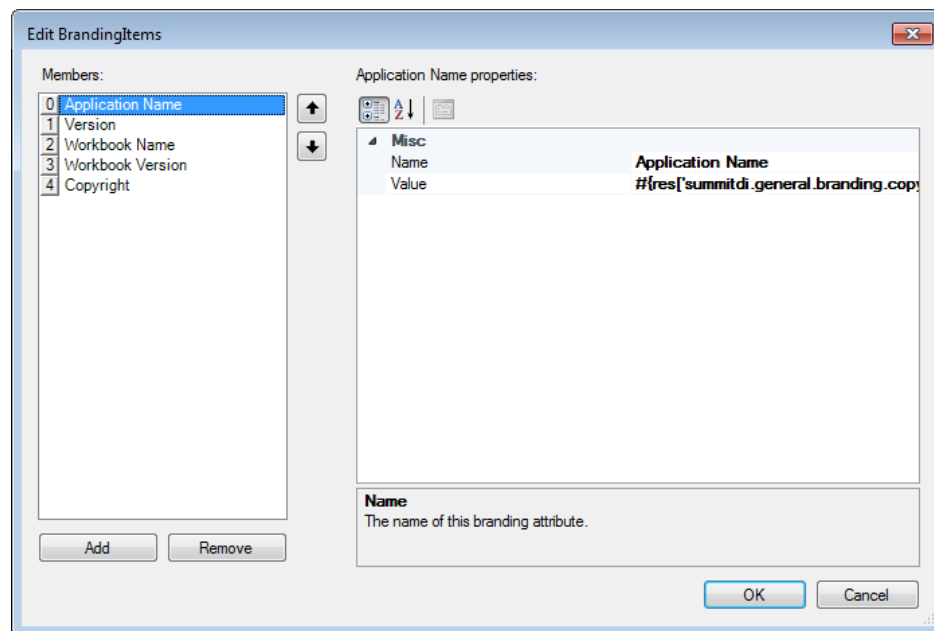 Edit BrandingItems
Members:
0 Application Name
1 Version
2 Workbook Name
3 Workbook Version
4 Copyright
Add Remove
Application Name properties:
A
Z
Misc
Name Application Name
Value #{res['summitdi.general.branding.copy
Name
The name of this branding attribute.
OK Cancel